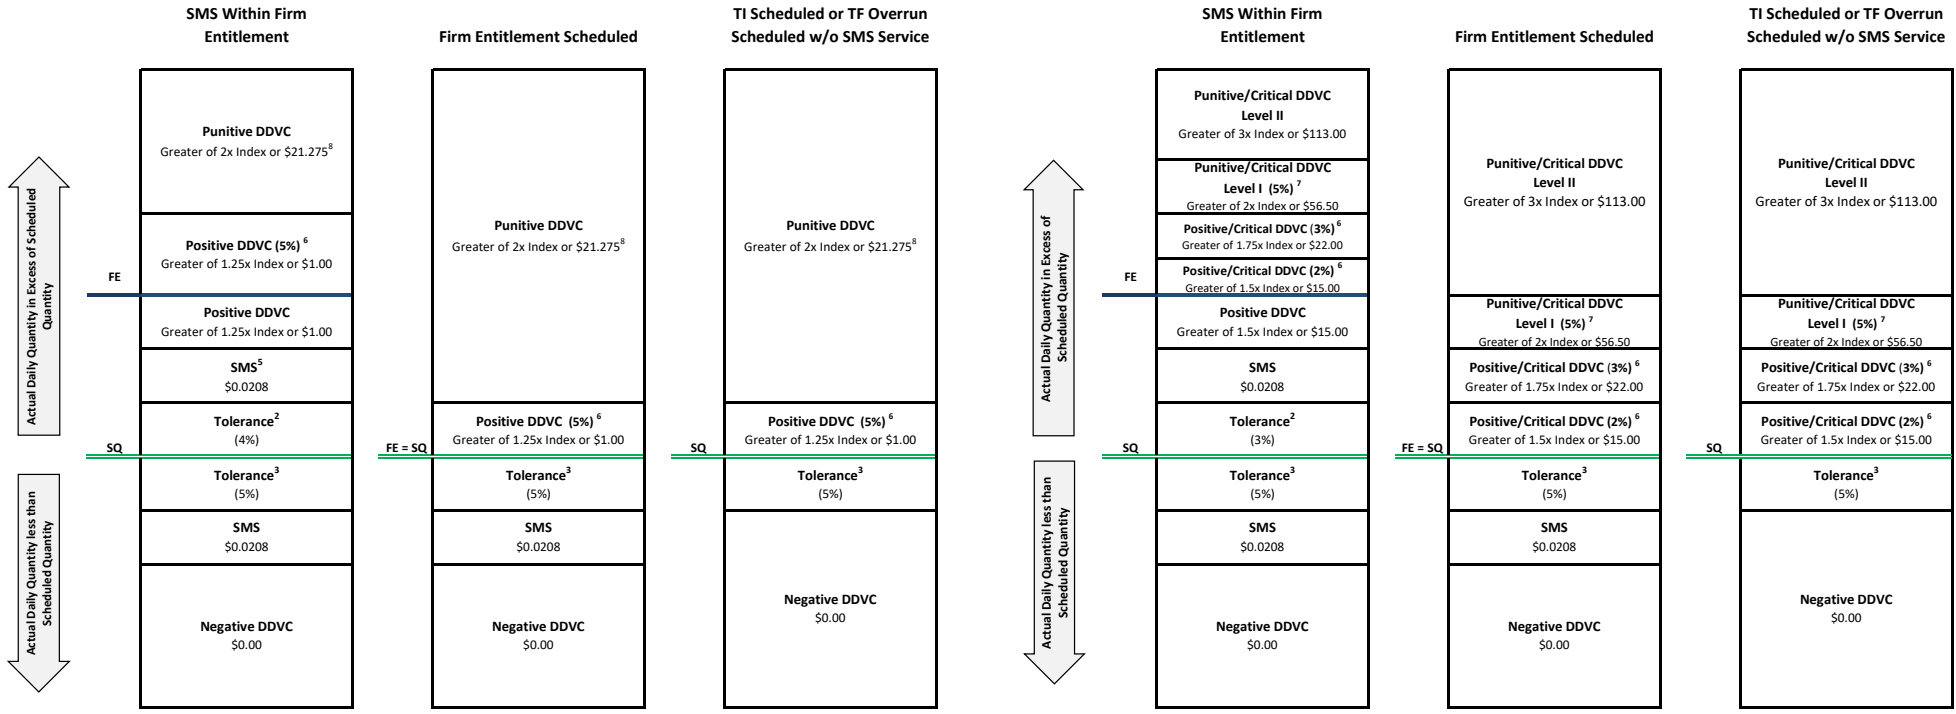 SMS Within Firm
Entitlement
Firm Entitlement Scheduled
TI Scheduled or TF Overrun
Scheduled w/o SMS Service
Actual Daily Quantity in Excess of Scheduled
Quantity
Actual Daily Quantity less than
Scheduled Quantity
FE
SQ
Punitive DDVC
Greater of 2x Index or $21.275⁸
Positive DDVC (5%) ⁶
Greater of 1.25x Index or $1.00
Positive DDVC
Greater of 1.25x Index or $1.00
SMS⁵
$0.0208
Tolerance²
(4%)
Tolerance³
(5%)
SMS
$0.0208
Negative DDVC
$0.00
FE = SQ
Punitive DDVC
Greater of 2x Index or $21.275⁸
Positive DDVC (5%) ⁶
Greater of 1.25x Index or $1.00
Tolerance³
(5%)
SMS
$0.0208
Negative DDVC
$0.00
SQ
Punitive DDVC
Greater of 2x Index or $21.275⁸
Positive DDVC (5%) ⁶
Greater of 1.25x Index or $1.00
Tolerance³
(5%)
Negative DDVC
$0.00
SMS Within Firm
Entitlement
Firm Entitlement Scheduled
TI Scheduled or TF Overrun
Scheduled w/o SMS Service
Actual Daily Quantity in Excess of
Scheduled Quantity
Actual Daily Quantity less than
Scheduled Quantity
FE
SQ
Punitive/Critical DDVC
Level II
Greater of 3x Index or $113.00
Punitive/Critical DDVC
Level I (5%) ⁷
Greater of 2x Index or $56.50
Positive/Critical DDVC (3%) ⁶
Greater of 1.75x Index or $22.00
Positive/Critical DDVC (2%) ⁶
Greater of 1.5x Index or $15.00
Positive DDVC
Greater of 1.5x Index or $15.00
SMS
$0.0208
Tolerance²
(3%)
Tolerance³
(5%)
SMS
$0.0208
Negative DDVC
$0.00
FE = SQ
Punitive/Critical DDVC
Level II
Greater of 3x Index or $113.00
Punitive/Critical DDVC
Level I (5%) ⁷
Greater of 2x Index or $56.50
Positive/Critical DDVC (3%) ⁶
Greater of 1.75x Index or $22.00
Positive/Critical DDVC (2%) ⁶
Greater of 1.5x Index or $15.00
Tolerance³
(5%)
SMS
$0.0208
Negative DDVC
$0.00
SQ
Punitive/Critical DDVC
Level II
Greater of 3x Index or $113.00
Punitive/Critical DDVC
Level I (5%) ⁷
Greater of 2x Index or $56.50
Positive/Critical DDVC (3%) ⁶
Greater of 1.75x Index or $22.00
Positive/Critical DDVC (2%) ⁶
Greater of 1.5x Index or $15.00
Tolerance³
(5%)
Negative DDVC
$0.00